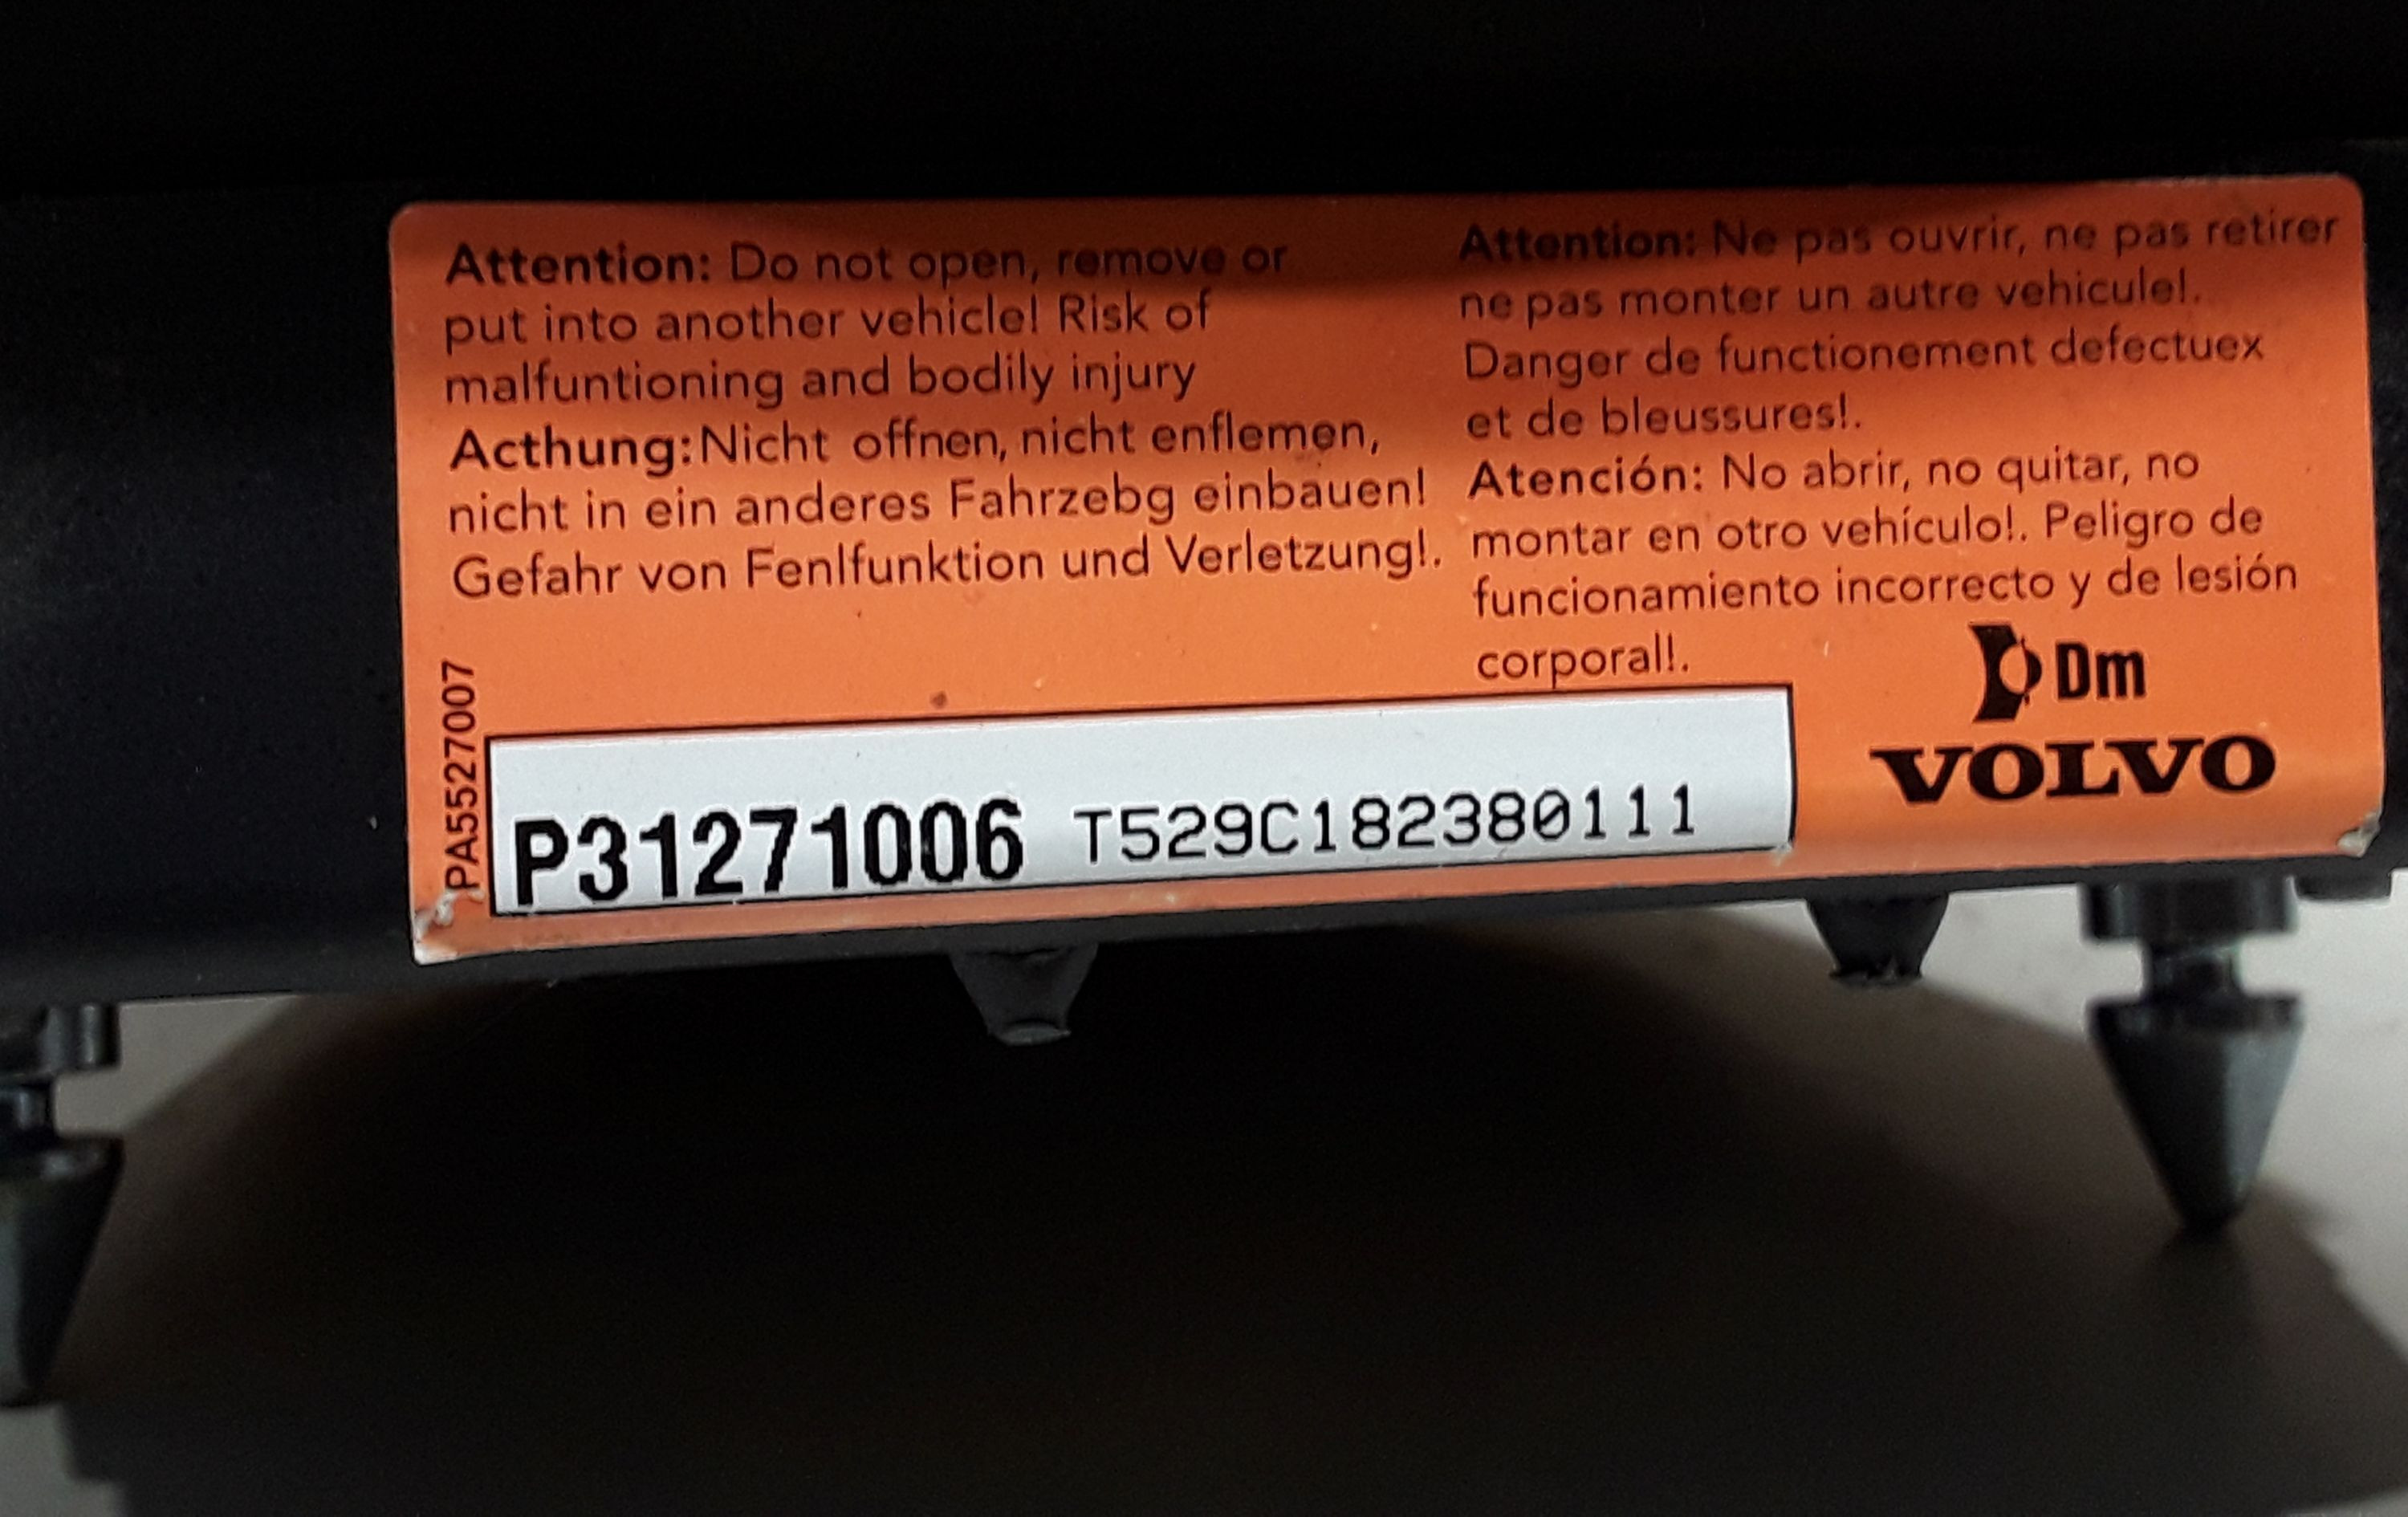 Attention: Do not open, remove or
put into another vehicle! Risk of
malfuntioning and bodily injury
Acthung: Nicht offnen, nicht enflemen,
nicht in ein anderes Fahrzebg einbauen!
Gefahr von Fenlfunktion und Verletzung!.
Attention: Ne pas ouvrir, ne pas retirer
ne pas monter un autre vehicule!.
Danger de functionement defectuex
et de bleussures!.
Atención: No abrir, no quitar, no
montar en otro vehículo!. Peligro de
funcionamiento incorrecto y de lesión
corporal!.
Dm
VOLVO
PA5527007
P31271006 T529C182380111